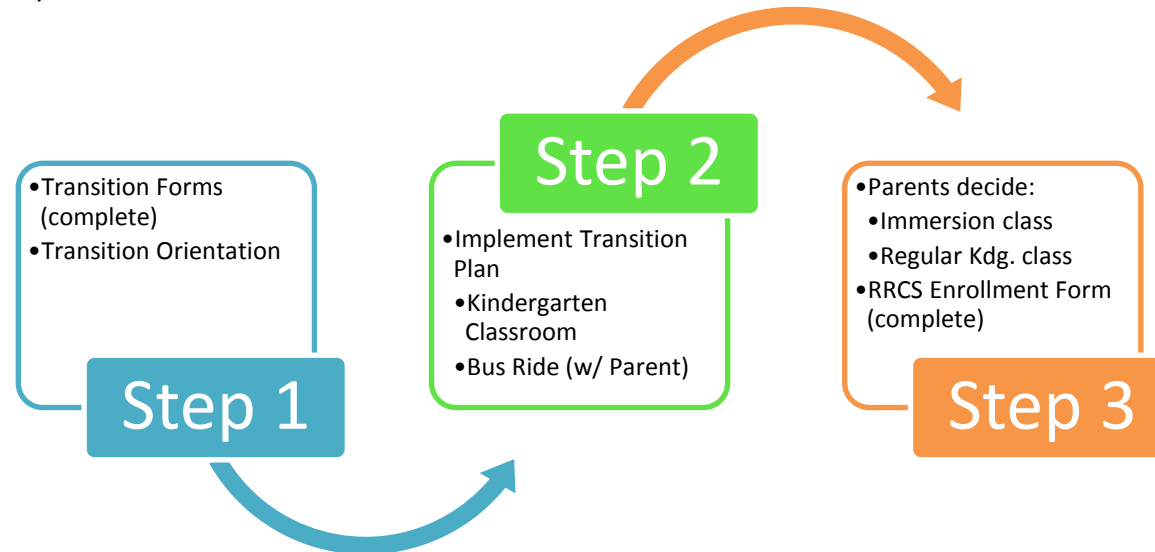 •Transition Forms
(complete)
•Transition Orientation
Step 1
Step 2
•Implement Transition
Plan
•Kindergarten
Classroom
•Bus Ride (w/ Parent)
•Parents decide:
•Immersion class
•Regular Kdg. class
•RRCS Enrollment Form
(complete)
Step 3